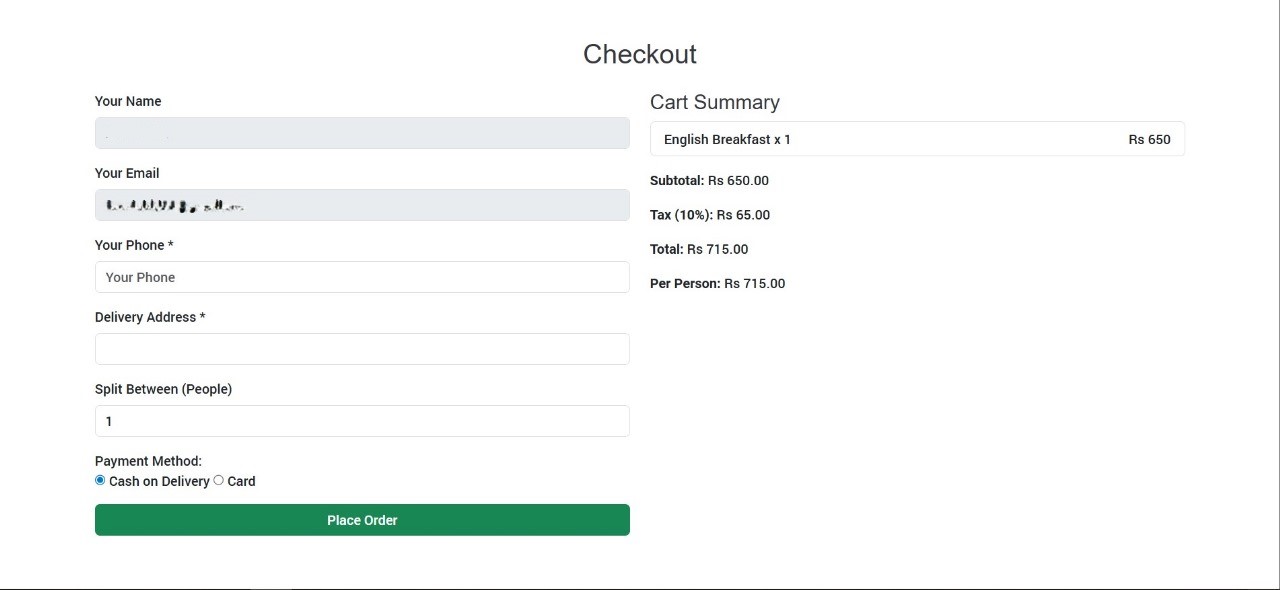 Checkout
Your Name
Your Email
Your Phone *
Your Phone
Delivery Address *
Split Between (People)
1
Payment Method:
Cash on Delivery Card
Place Order
Cart Summary
English Breakfast x 1 Rs 650
Subtotal: Rs 650.00
Tax (10%): Rs 65.00
Total: Rs 715.00
Per Person: Rs 715.00